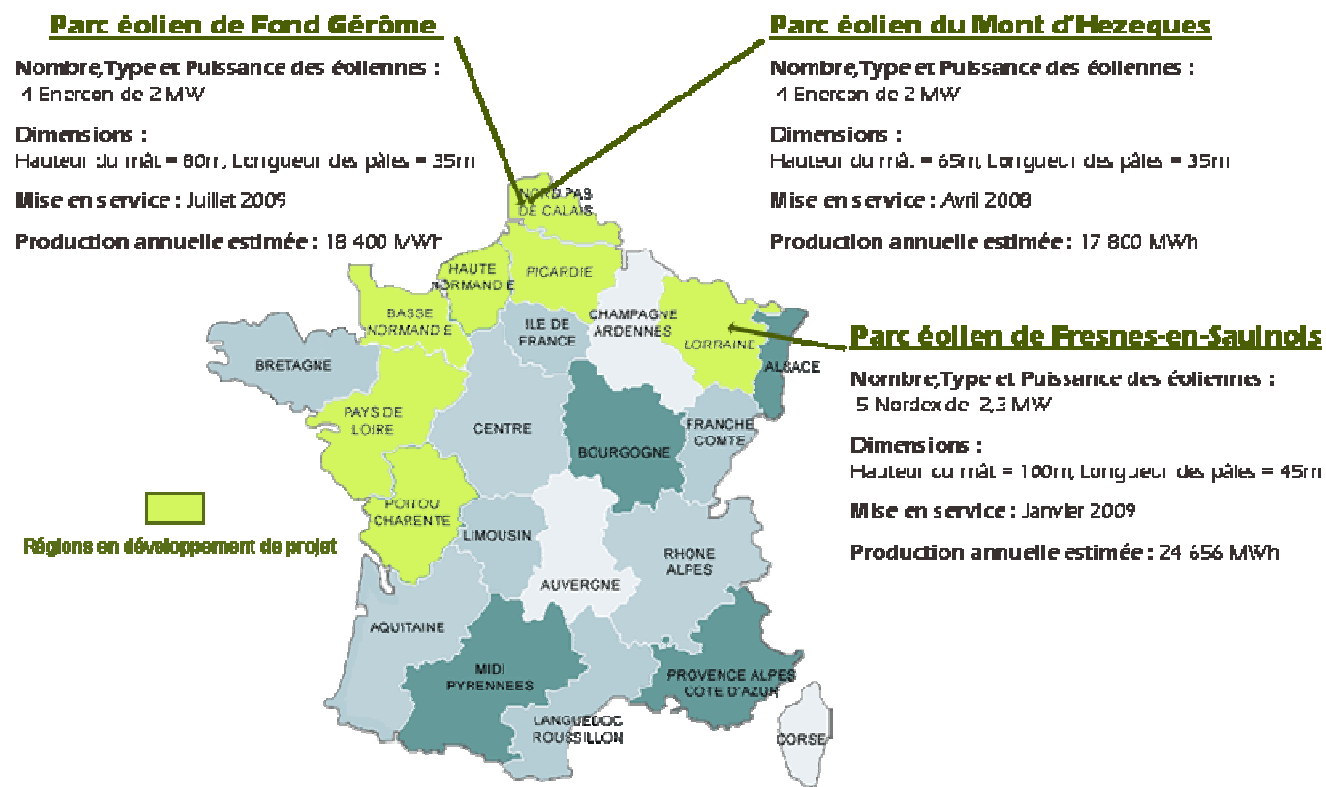 Parc éolien de Fond Gérôme
Nombre,Type et Puissance des éoliennes :
4 Enercon de 2 MW
Dimensions :
Hauteur du mât = 80m, Longueur des pâles = 35m
Mise en service : Juillet 2009
Production annuelle estimée : 18 400 MWh
Parc éolien du Mont d'Hezeques
Nombre,Type et Puissance des éoliennes :
4 Enercon de 2 MW
Dimensions :
Hauteur du mât = 65m, Longueur des pâles = 35m
Mise en service : Avril 2008
Production annuelle estimée : 17 800 MWh
Parc éolien de Fresnes-en-Saulnois
Nombre,Type et Puissance des éoliennes :
5 Nordex de 2,3 MW
Dimensions :
Hauteur du mât = 100m, Longueur des pâles = 45m
Mise en service : Janvier 2009
Production annuelle estimée : 24 656 MWh
NORD PAS
DE CALAIS
HAUTE
NORMANDIE
PICARDIE
BASSE
NORMANDIE
ILE DE
FRANCE
CHAMPAGNE
ARDENNES
LORRAINE
ALSACE
BRETAGNE
PAYS DE
LOIRE
CENTRE
BOURGOGNE
FRANCHE
COMTE
POITOU
CHARENTE
LIMOUSIN
AUVERGNE
RHONE
ALPES
AQUITAINE
MIDI
PYRENNEES
LANGUEDOC
ROUSSILLON
PROVENCE ALPES
COTE D'AZUR
CORSE
Régions en développement de projet